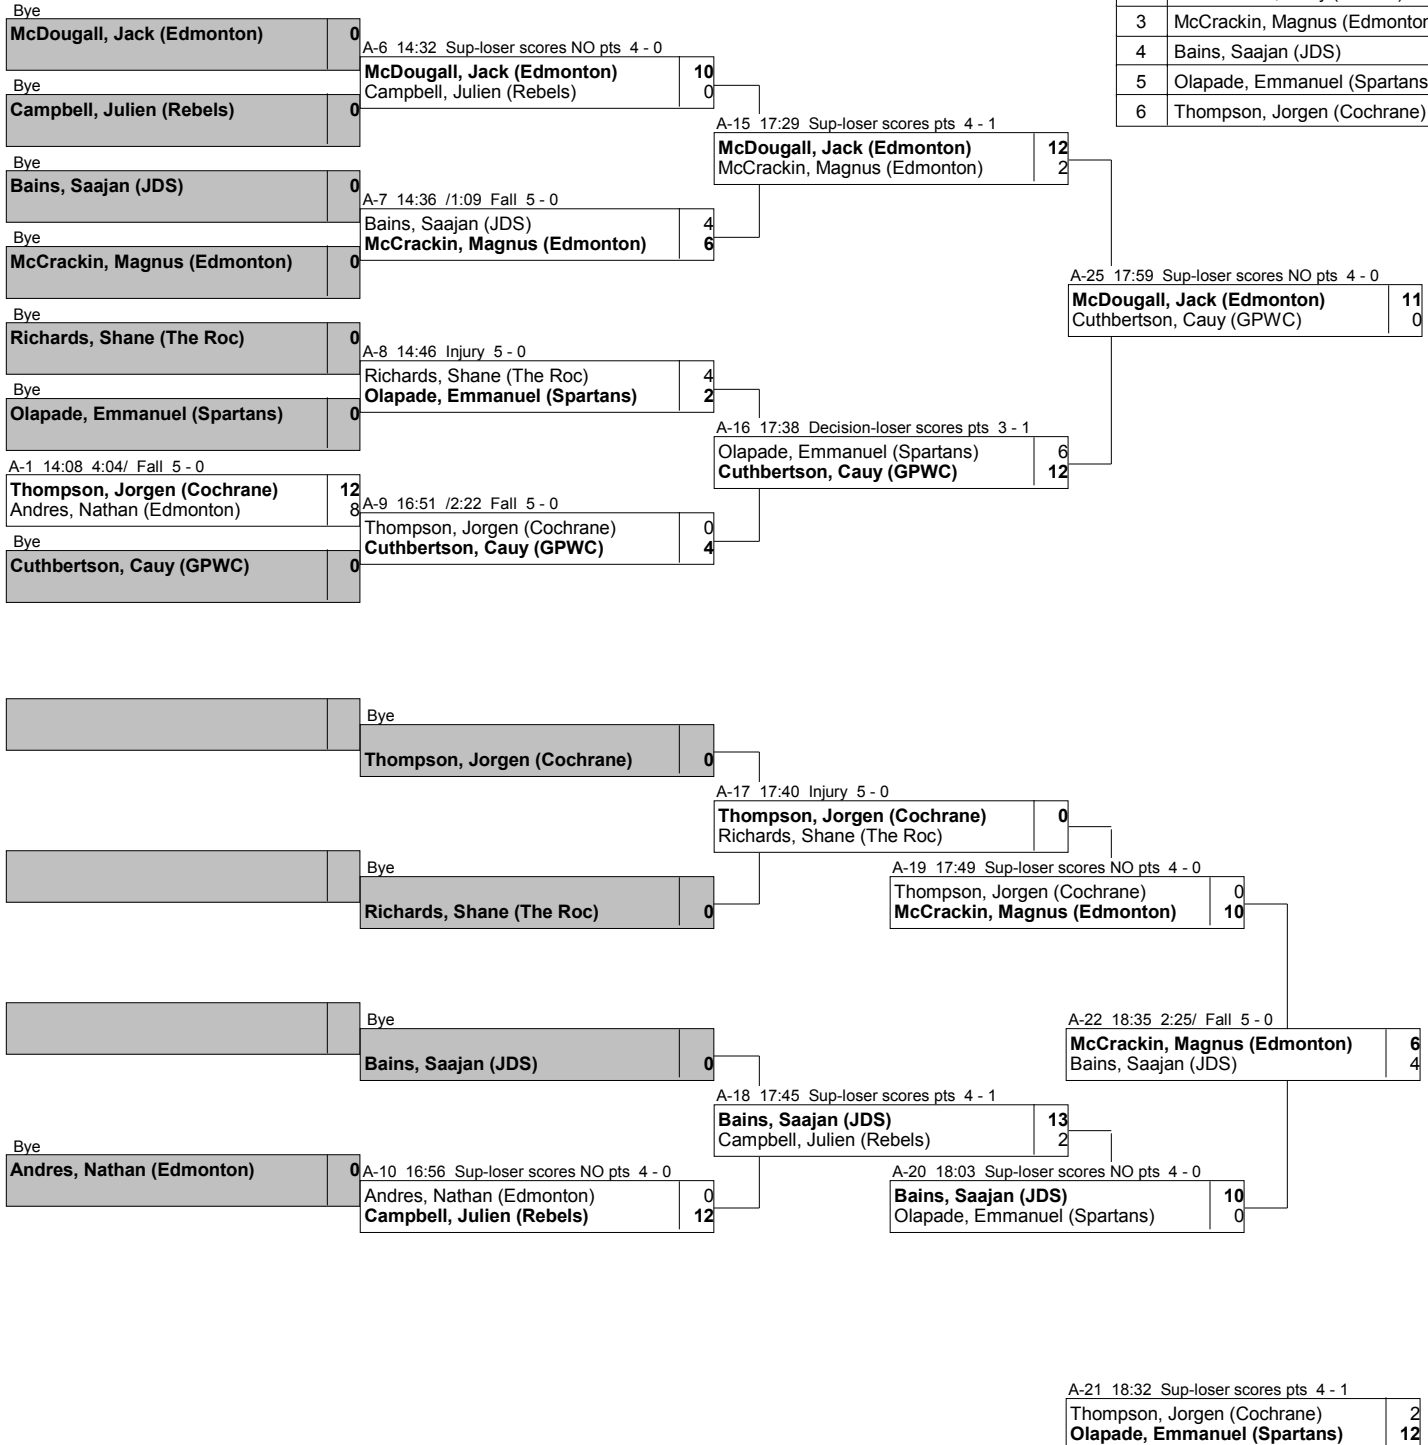 Bye
McDougall, Jack (Edmonton) 0
Bye
Campbell, Julien (Rebels) 0
Bye
Bains, Saajan (JDS) 0
Bye
McCrackin, Magnus (Edmonton) 0
Bye
Richards, Shane (The Roc) 0
Bye
Olapade, Emmanuel (Spartans) 0
A-1 14:08 4:04/ Fall 5 - 0
Thompson, Jorgen (Cochrane) 12
Andres, Nathan (Edmonton) 8
Bye
Cuthbertson, Cauy (GPWC) 0
A-6 14:32 Sup-loser scores NO pts 4 - 0
McDougall, Jack (Edmonton) 10
Campbell, Julien (Rebels) 0
A-7 14:36 /1:09 Fall 5 - 0
Bains, Saajan (JDS) 4
McCrackin, Magnus (Edmonton) 6
A-8 14:46 Injury 5 - 0
Richards, Shane (The Roc) 4
Olapade, Emmanuel (Spartans) 2
A-9 16:51 /2:22 Fall 5 - 0
Thompson, Jorgen (Cochrane) 0
Cuthbertson, Cauy (GPWC) 4
A-15 17:29 Sup-loser scores pts 4 - 1
McDougall, Jack (Edmonton) 12
McCrackin, Magnus (Edmonton) 2
A-16 17:38 Decision-loser scores pts 3 - 1
Olapade, Emmanuel (Spartans) 6
Cuthbertson, Cauy (GPWC) 12
A-25 17:59 Sup-loser scores NO pts 4 - 0
McDougall, Jack (Edmonton) 11
Cuthbertson, Cauy (GPWC) 0
3 McCrackin, Magnus (Edmonton
4 Bains, Saajan (JDS)
5 Olapade, Emmanuel (Spartans
6 Thompson, Jorgen (Cochrane)
Bye
Thompson, Jorgen (Cochrane) 0
Bye
Richards, Shane (The Roc) 0
Bye
Bains, Saajan (JDS) 0
Bye
Andres, Nathan (Edmonton) 0
A-10 16:56 Sup-loser scores NO pts 4 - 0
Andres, Nathan (Edmonton) 0
Campbell, Julien (Rebels) 12
A-17 17:40 Injury 5 - 0
Thompson, Jorgen (Cochrane) 0
Richards, Shane (The Roc)
A-18 17:45 Sup-loser scores pts 4 - 1
Bains, Saajan (JDS) 13
Campbell, Julien (Rebels) 2
A-19 17:49 Sup-loser scores NO pts 4 - 0
Thompson, Jorgen (Cochrane) 0
McCrackin, Magnus (Edmonton) 10
A-20 18:03 Sup-loser scores NO pts 4 - 0
Bains, Saajan (JDS) 10
Olapade, Emmanuel (Spartans) 0
A-22 18:35 2:25/ Fall 5 - 0
McCrackin, Magnus (Edmonton) 6
Bains, Saajan (JDS) 4
A-21 18:32 Sup-loser scores pts 4 - 1
Thompson, Jorgen (Cochrane) 2
Olapade, Emmanuel (Spartans) 12